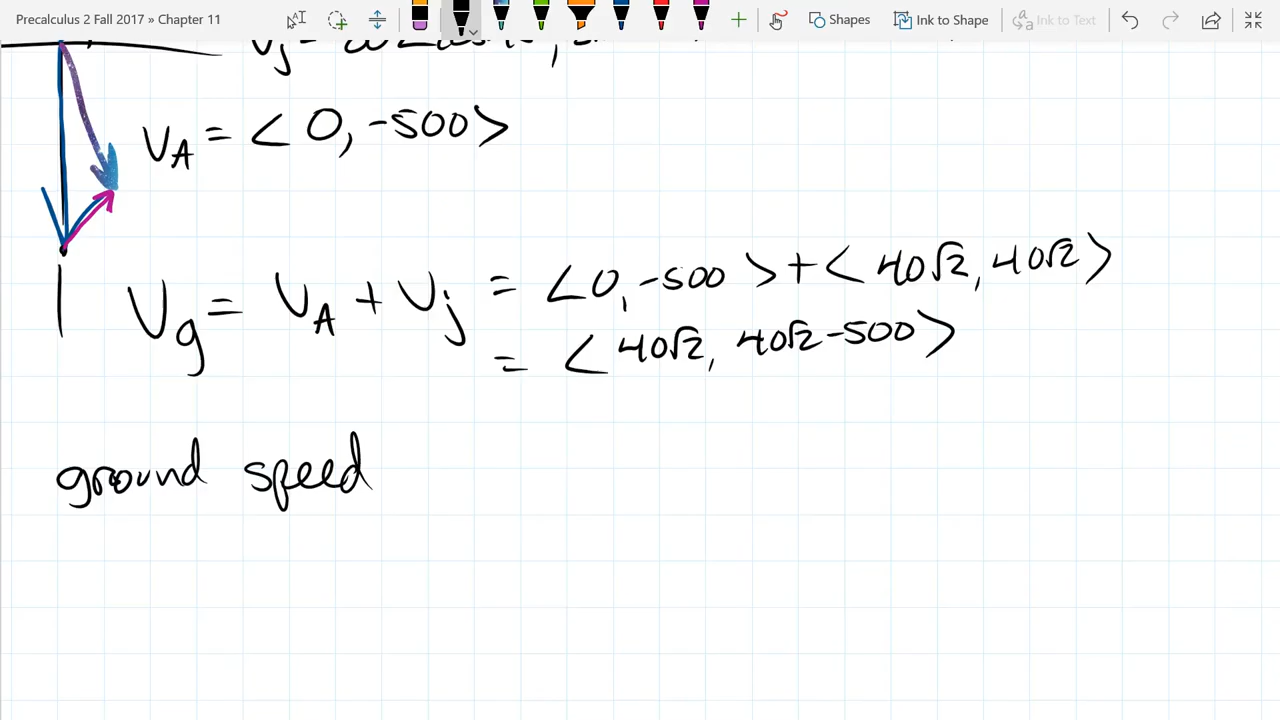 Precalculus 2 Fall 2017 » Chapter 11
Shapes
Ink to Shape
Ink to Text
V_A = < 0, -500 >
V_g = V_A + V_j = < 0, -500 > + < 40√2, 40√2 >
= < 40√2, 40√2 - 500 >
ground speed